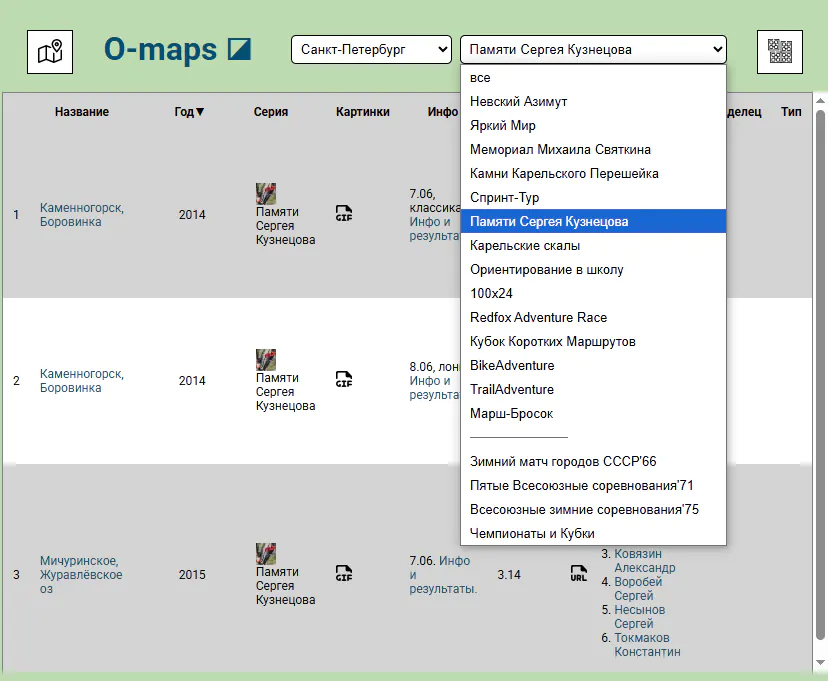 O-maps
Санкт-Петербург
Памяти Сергея Кузнецова
все
Невский Азимут
Яркий Мир
Мемориал Михаила Святкина
Камни Карельского Перешейка
Спринт-Тур
Памяти Сергея Кузнецова
Карельские скалы
Ориентирование в школу
100x24
Redfox Adventure Race
Кубок Коротких Маршрутов
BikeAdventure
TrailAdventure
Марш-Бросок
Зимний матч городов СССР'66
Пятые Всесоюзные соревнования'71
Всесоюзные зимние соревнования'75
Чемпионаты и Кубки
Название Год▼ Серия Картинки Инфо делец Тип
1
Каменногорск,
Боровинка
2014
Памяти
Сергея
Кузнецова
GIF
7.06,
классика
Инфо и
результа
2
Каменногорск,
Боровинка
2014
Памяти
Сергея
Кузнецова
GIF
8.06, лон
Инфо и
результа
3
Мичуринское,
Журавлёвское
оз
2015
Памяти
Сергея
Кузнецова
GIF
7.06. Инфо
и
результаты.
3.14
URL
3. Ковязин
Александр
4. Воробей
Сергей
5. Несынов
Сергей
6. Токмаков
Константин